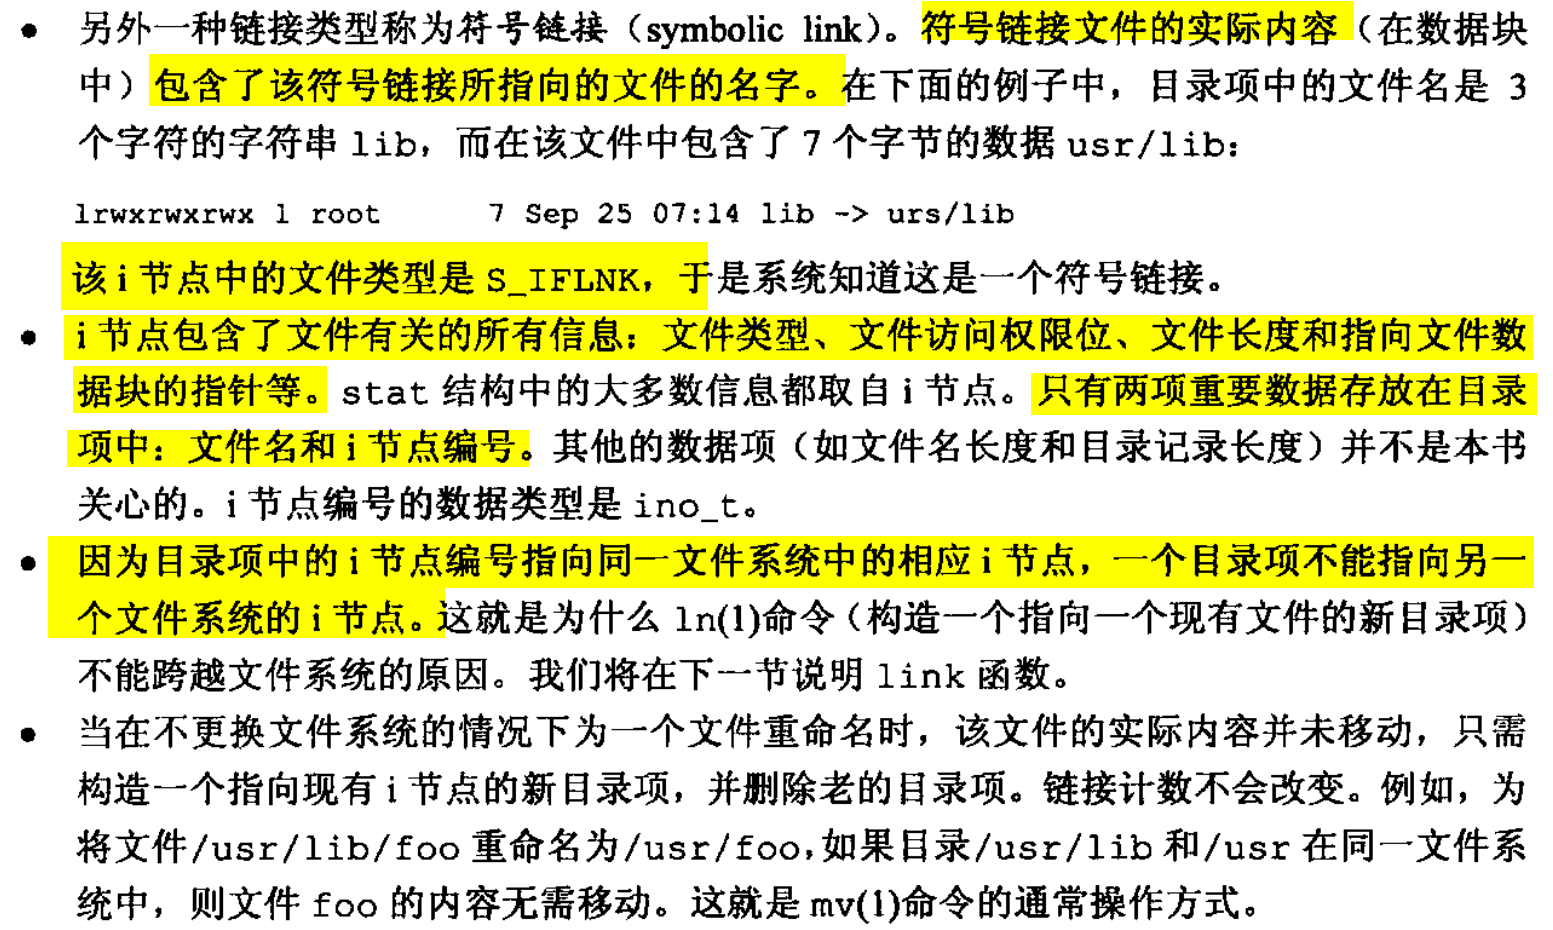 • 另外一种链接类型称为符号链接（symbolic link）。符号链接文件的实际内容（在数据块
中）包含了该符号链接所指向的文件的名字。在下面的例子中，目录项中的文件名是 3
个字符的字符串 lib，而在该文件中包含了 7 个字节的数据 usr/lib：
lrwxrwxrwx 1 root 7 Sep 25 07:14 lib -> urs/lib
该 i 节点中的文件类型是 S_IFLNK，于是系统知道这是一个符号链接。
• i 节点包含了文件有关的所有信息：文件类型、文件访问权限位、文件长度和指向文件数
据块的指针等。stat 结构中的大多数信息都取自 i 节点。只有两项重要数据存放在目录
项中：文件名和 i 节点编号。其他的数据项（如文件名长度和目录记录长度）并不是本书
关心的。i 节点编号的数据类型是 ino_t。
• 因为目录项中的 i 节点编号指向同一文件系统中的相应 i 节点，一个目录项不能指向另一
个文件系统的 i 节点。这就是为什么 ln(1)命令（构造一个指向一个现有文件的新目录项）
不能跨越文件系统的原因。我们将在下一节说明 link 函数。
• 当在不更换文件系统的情况下为一个文件重命名时，该文件的实际内容并未移动，只需
构造一个指向现有 i 节点的新目录项，并删除老的目录项。链接计数不会改变。例如，为
将文件/usr/lib/foo 重命名为/usr/foo，如果目录/usr/lib 和/usr 在同一文件系
统中，则文件 foo 的内容无需移动。这就是 mv(1)命令的通常操作方式。